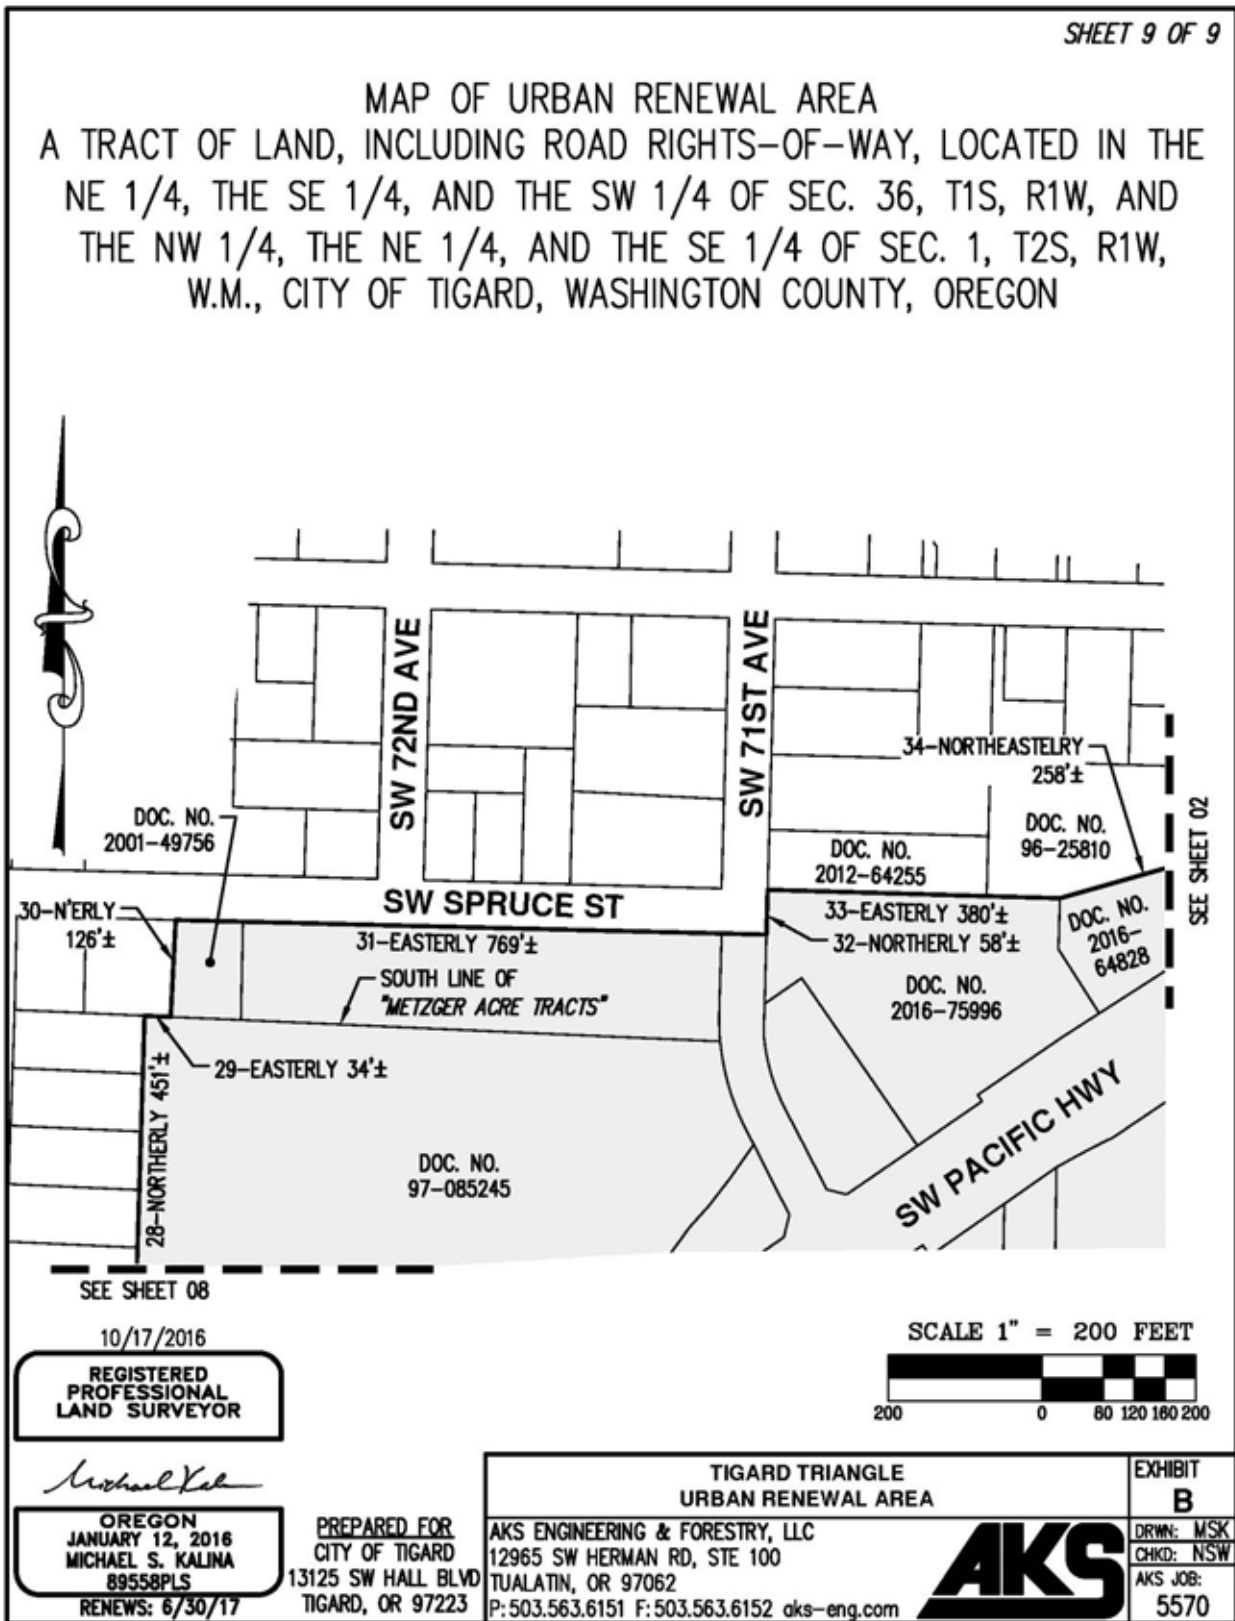 SHEET 9 OF 9
MAP OF URBAN RENEWAL AREA
A TRACT OF LAND, INCLUDING ROAD RIGHTS-OF-WAY, LOCATED IN THE
NE 1/4, THE SE 1/4, AND THE SW 1/4 OF SEC. 36, T1S, R1W, AND
THE NW 1/4, THE NE 1/4, AND THE SE 1/4 OF SEC. 1, T2S, R1W,
W.M., CITY OF TIGARD, WASHINGTON COUNTY, OREGON
SW 72ND AVE
SW 71ST AVE
34-NORTHEASTELRY
258'±
SEE SHEET 02
DOC. NO.
2001-49756
DOC. NO.
2012-64255
DOC. NO.
96-25810
SW SPRUCE ST
30-N'ERLY
126'±
31-EASTERLY 769'±
33-EASTERLY 380'±
32-NORTHERLY 58'±
DOC. NO.
2016-
64828
SOUTH LINE OF
"METZGER ACRE TRACTS"
DOC. NO.
2016-75996
29-EASTERLY 34'±
28-NORTHERLY 451'±
DOC. NO.
97-085245
SW PACIFIC HWY
SEE SHEET 08
10/17/2016
REGISTERED
PROFESSIONAL
LAND SURVEYOR
Michael Kal
OREGON
JANUARY 12, 2016
MICHAEL S. KALINA
89558PLS
RENEWS: 6/30/17
SCALE 1" = 200 FEET
200 0 80 120 160 200
PREPARED FOR
CITY OF TIGARD
13125 SW HALL BLVD
TIGARD, OR 97223
TIGARD TRIANGLE
URBAN RENEWAL AREA
AKS ENGINEERING & FORESTRY, LLC
12965 SW HERMAN RD, STE 100
TUALATIN, OR 97062
P: 503.563.6151 F: 503.563.6152 aks-eng.com
AKS
EXHIBIT
B
DRWN: MSK
CHKD: NSW
AKS JOB:
5570